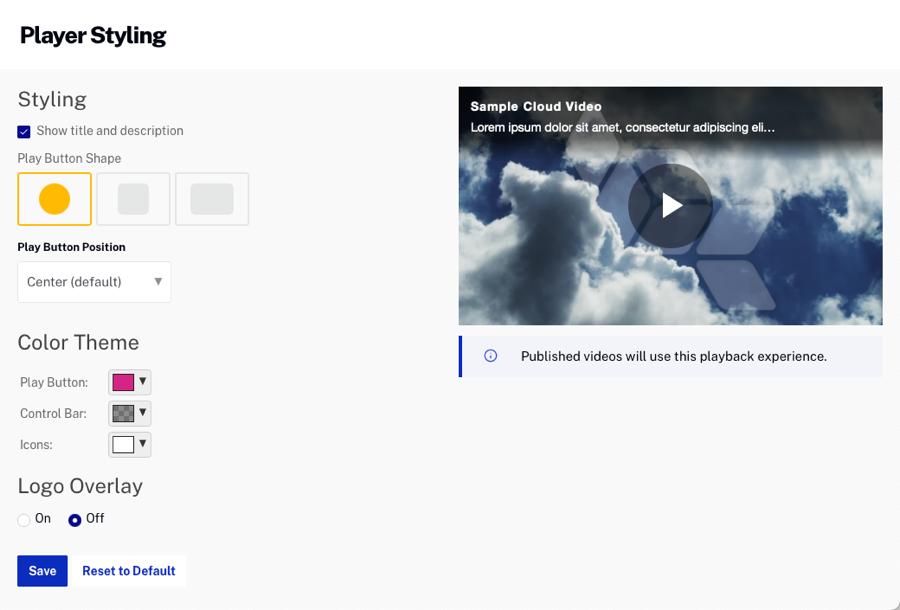 Player Styling
Styling
Show title and description
Play Button Shape
Play Button Position
Center (default)
Color Theme
Play Button:
Control Bar:
Icons:
Logo Overlay
On Off
Save Reset to Default
Sample Cloud Video
Lorem ipsum dolor sit amet, consectetur adipiscing eli...
Published videos will use this playback experience.